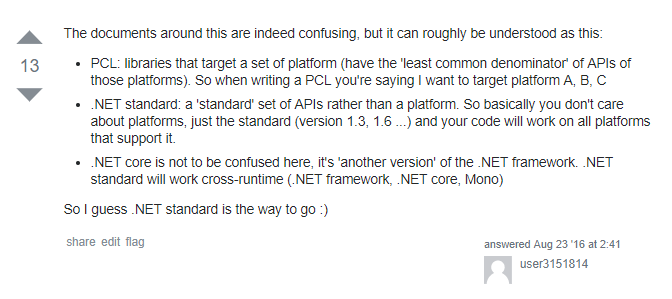 The documents around this are indeed confusing, but it can roughly be understood as this:
13
• PCL: libraries that target a set of platform (have the 'least common denominator' of APIs of
those platforms). So when writing a PCL you're saying I want to target platform A, B, C
• .NET standard: a 'standard' set of APIs rather than a platform. So basically you don't care
about platforms, just the standard (version 1.3, 1.6 ...) and your code will work on all platforms
that support it.
• .NET core is not to be confused here, it's 'another version' of the .NET framework. .NET
standard will work cross-runtime (.NET framework, .NET core, Mono)
So I guess .NET standard is the way to go :)
share edit flag
answered Aug 23 '16 at 2:41
user3151814